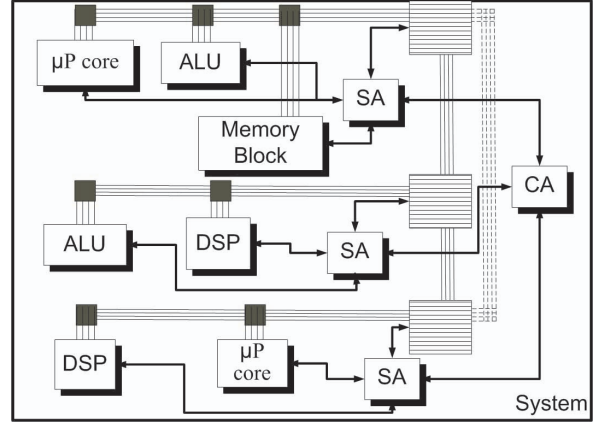 µP core
ALU
SA
Memory
Block
CA
ALU
DSP
SA
DSP
µP
core
SA
System